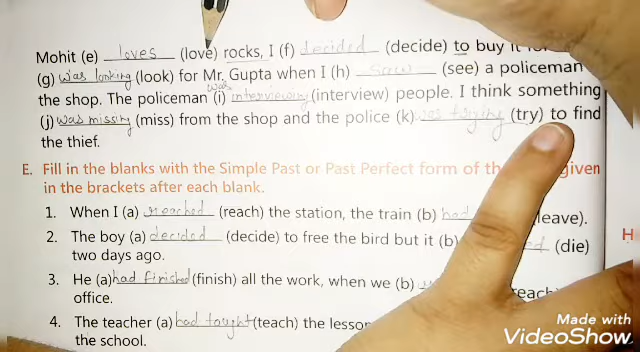 Mohit (e) loves (love) rocks, I (f) decided (decide) to buy it for
(g) was looking (look) for Mr. Gupta when I (h) saw (see) a policeman
the shop. The policeman (i) was interviewing (interview) people. I think something
(j) was missing (miss) from the shop and the police (k) was trying (try) to find
the thief.
E. Fill in the blanks with the Simple Past or Past Perfect form of th given
in the brackets after each blank.
1. When I (a) reached (reach) the station, the train (b) had leave).
2. The boy (a) decided (decide) to free the bird but it (b) ed (die)
two days ago.
3. He (a) had finished (finish) all the work, when we (b) reach
office.
4. The teacher (a) had taught (teach) the lesso
the school.
H
Made with
VideoShow